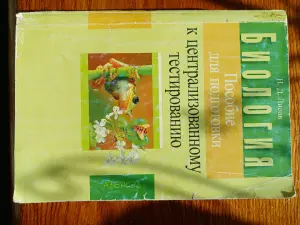 БИОЛОГИЯ
Пособие
для подготовки
к централизованному
тестированию